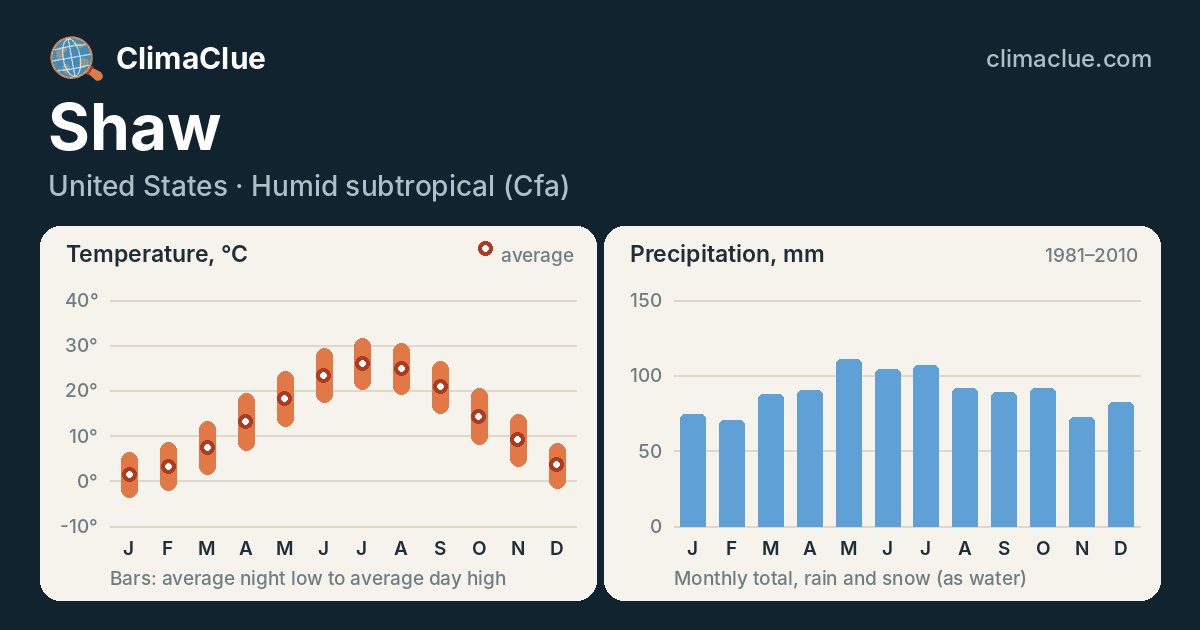 ClimaClue
climaclue.com
Shaw
United States · Humid subtropical (Cfa)
Temperature, °C
average
40°
30°
20°
10°
0°
-10°
J F M A M J J A S O N D
Bars: average night low to average day high
Precipitation, mm
1981–2010
150
100
50
0
J F M A M J J A S O N D
Monthly total, rain and snow (as water)